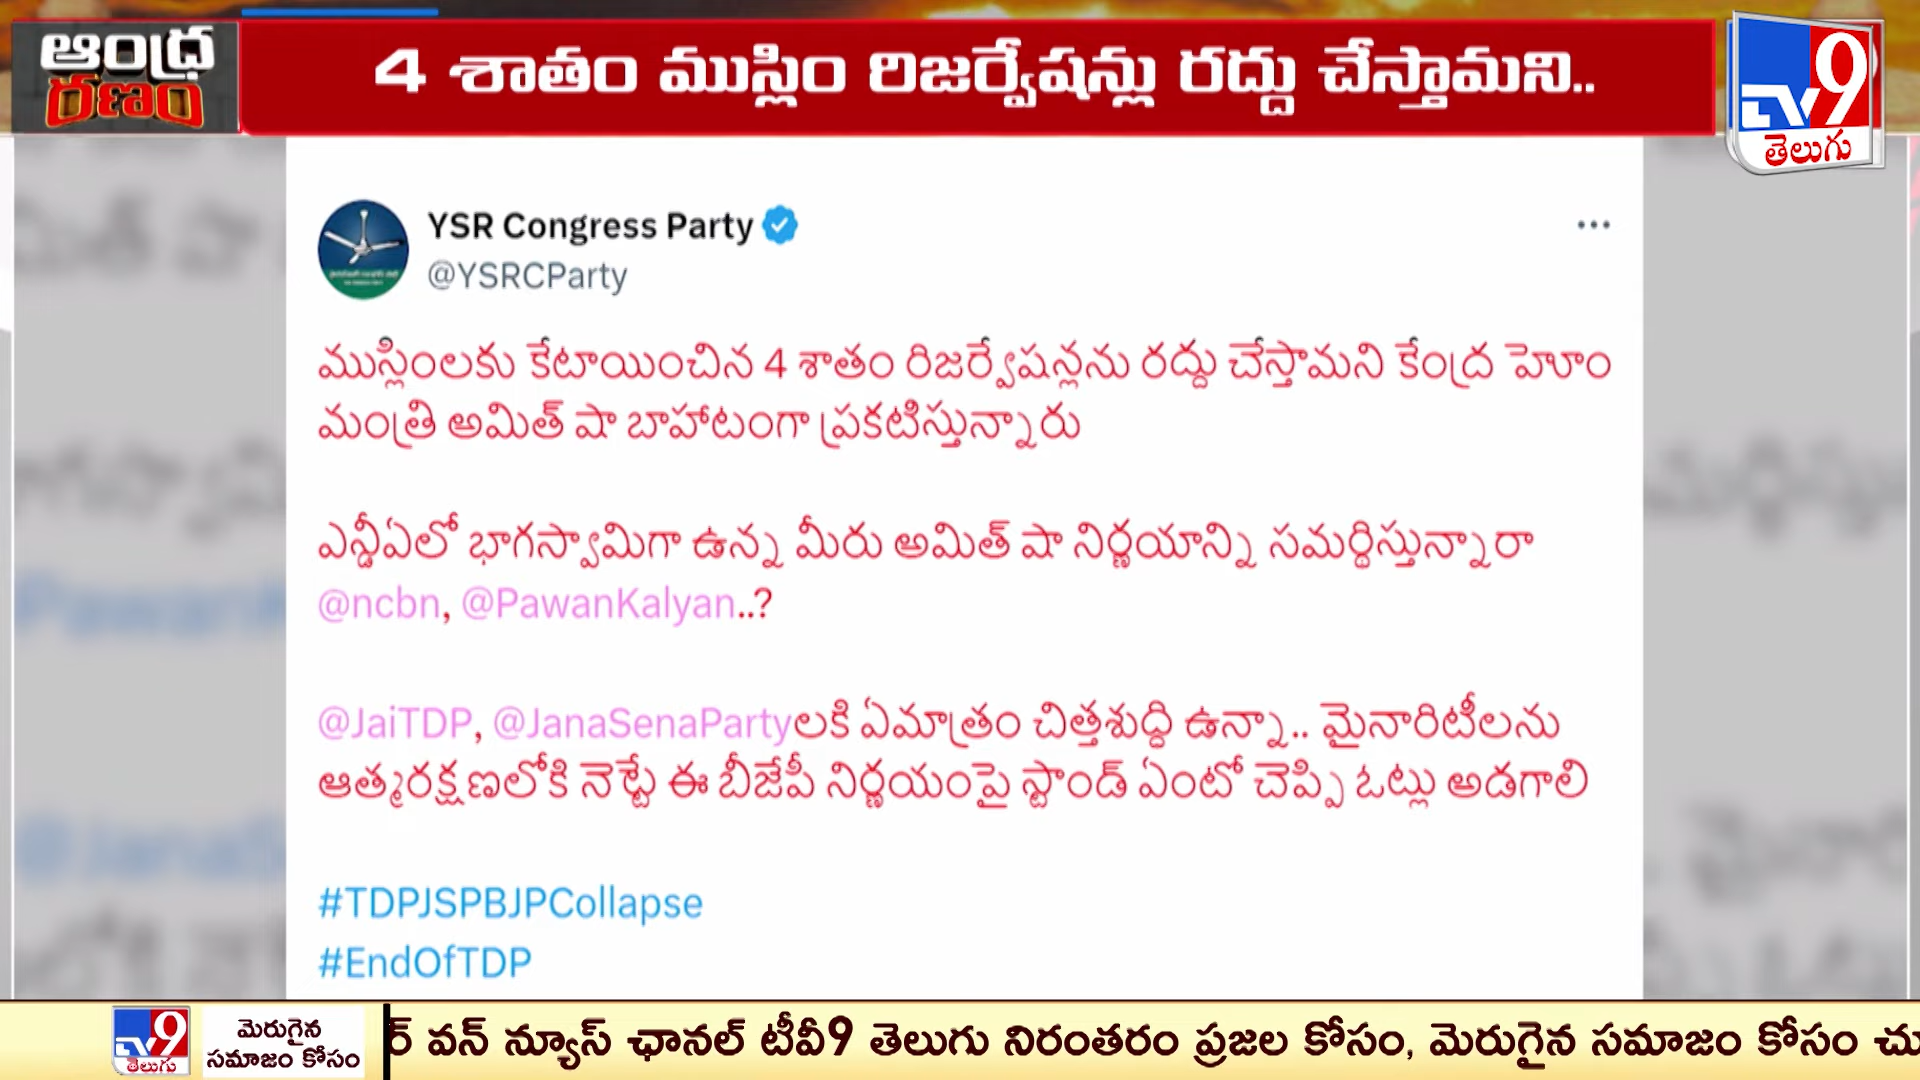 ఆంధ్ర
రణం
4 శాతం ముస్లిం రిజర్వేషన్లు రద్దు చేస్తామని..
TV9
తెలుగు
YSR Congress Party
@YSRCParty
ముస్లింలకు కేటాయించిన 4 శాతం రిజర్వేషన్లను రద్దు చేస్తామని కేంద్ర హెూం
మంత్రి అమిత్ షా బాహాటంగా ప్రకటిస్తున్నారు
ఎన్డీఏలో భాగస్వామిగా ఉన్న మీరు అమిత్ షా నిర్ణయాన్ని సమర్థిస్తున్నారా
@ncbn, @PawanKalyan..?
@JaiTDP, @JanaSenaPartyలకి ఏమాత్రం చిత్తశుద్ధి ఉన్నా.. మైనారిటీలను
ఆత్మరక్షణలోకి నెట్టే ఈ బీజేపీ నిర్ణయంపై స్టాండ్ ఏంటో చెప్పి ఓట్లు అడగాలి
#TDPJSPBJPCollapse
#EndOfTDP
TV9
తెలుగు
మెరుగైన
సమాజం కోసం
వన్ న్యూస్ ఛానల్ టీవీ9 తెలుగు నిరంతరం ప్రజల కోసం, మెరుగైన సమాజం కోసం